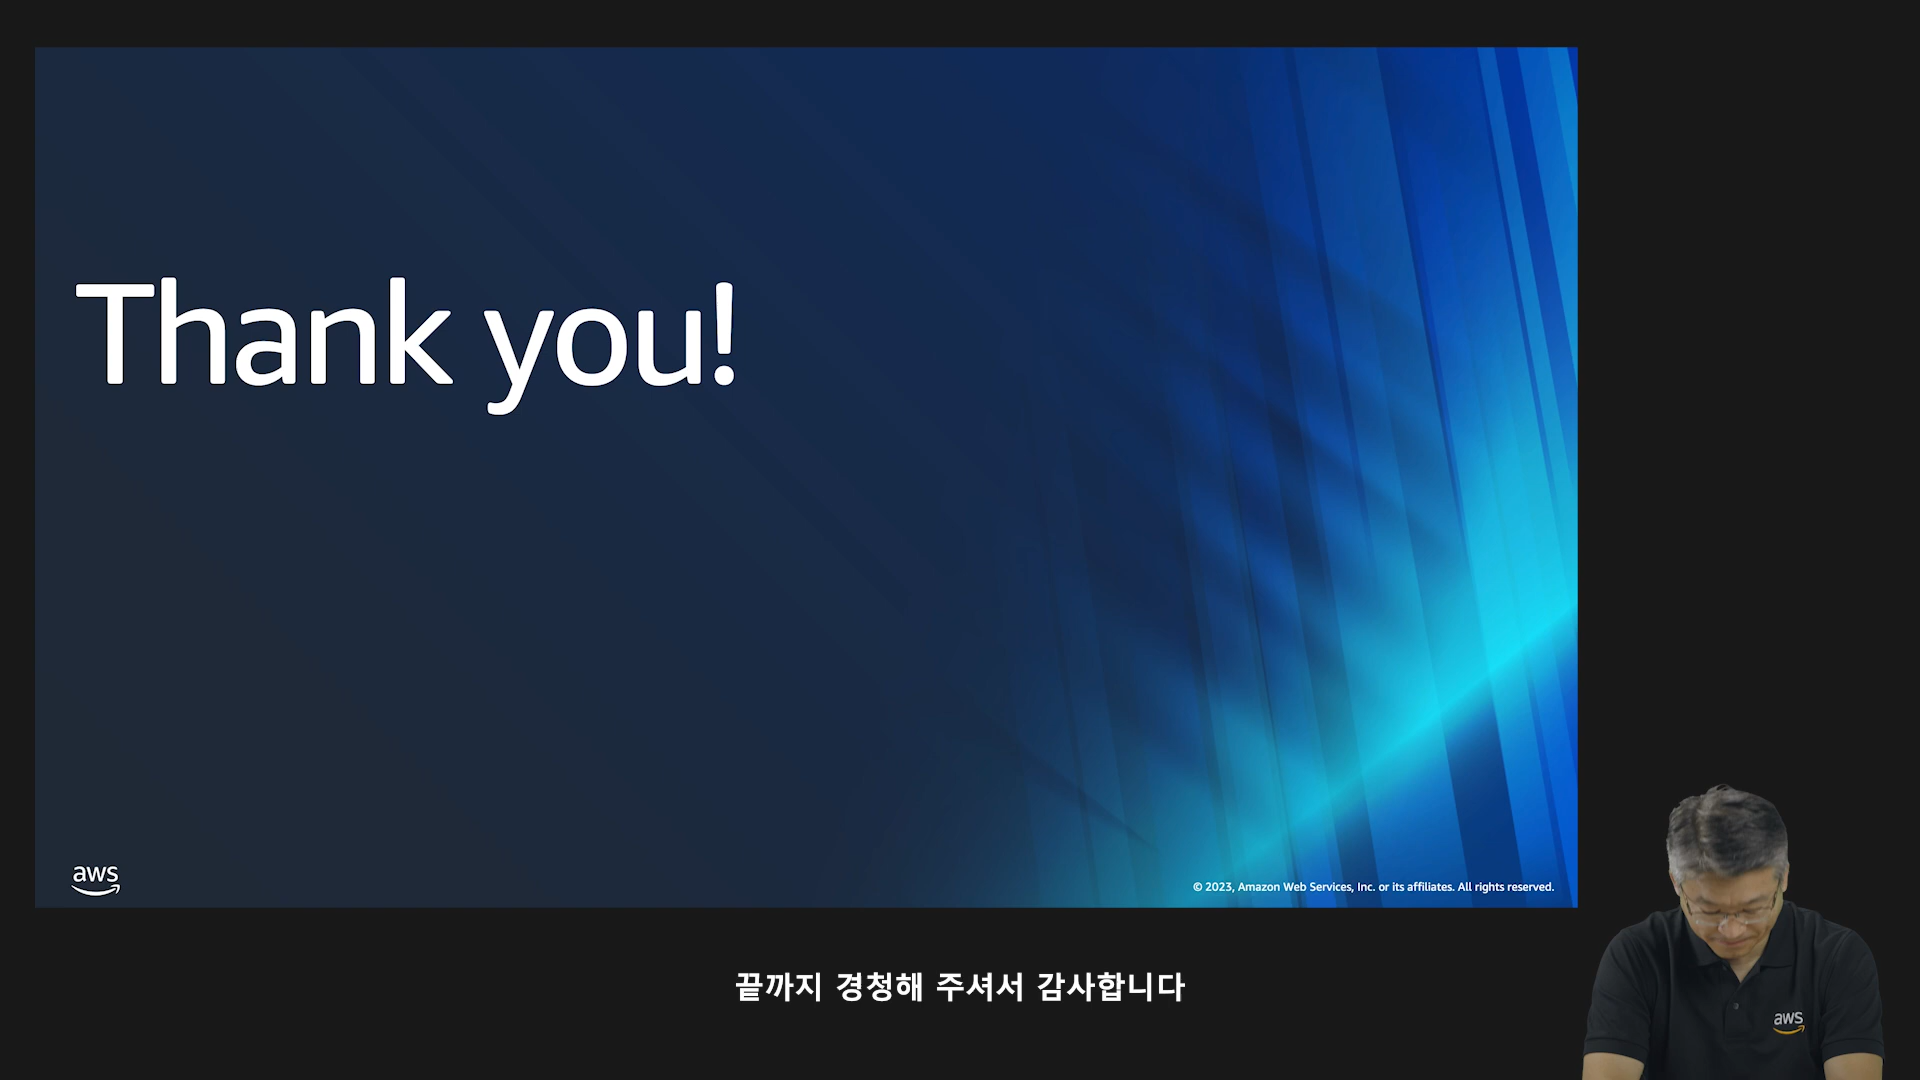 Thank you!
aws
© 2023, Amazon Web Services, Inc. or its affiliates. All rights reserved.
끝까지 경청해 주셔서 감사합니다
aws